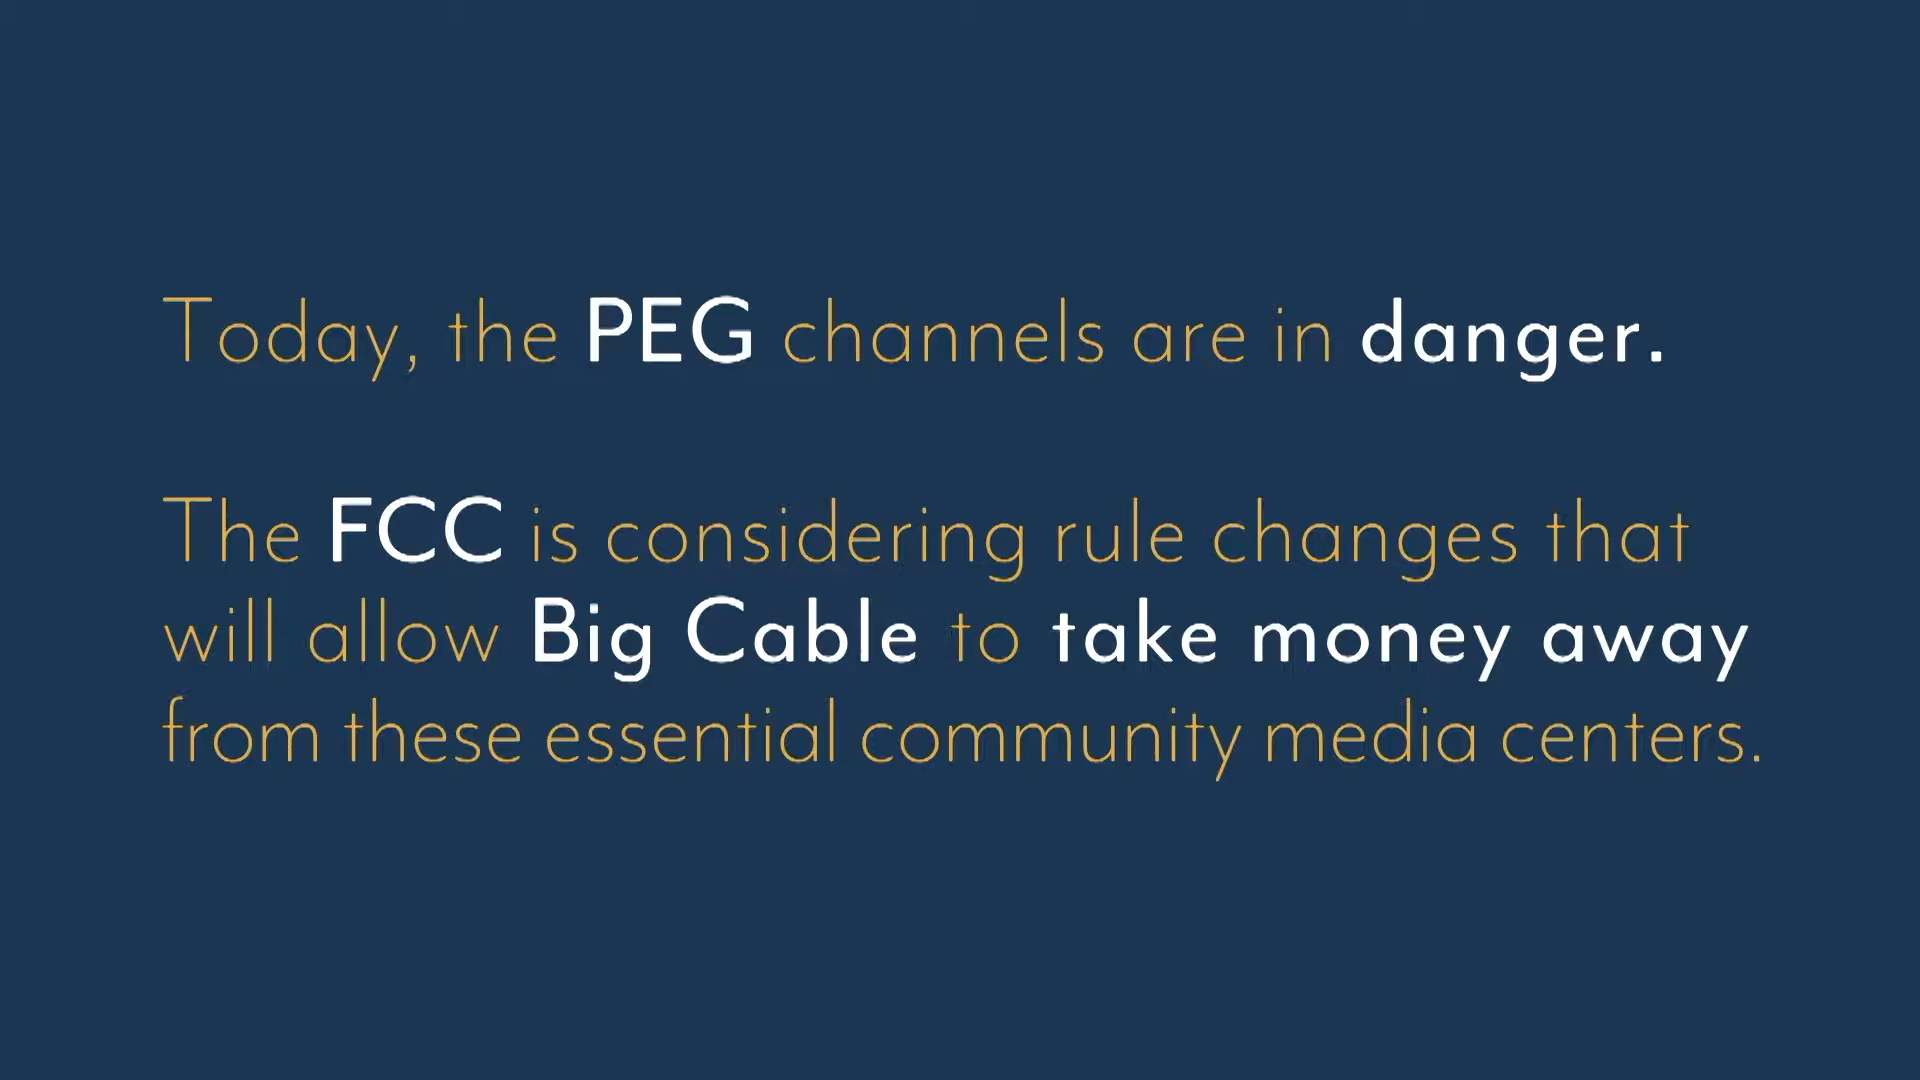 Today, the PEG channels are in danger.
The FCC is considering rule changes that
will allow Big Cable to take money away
from these essential community media centers.